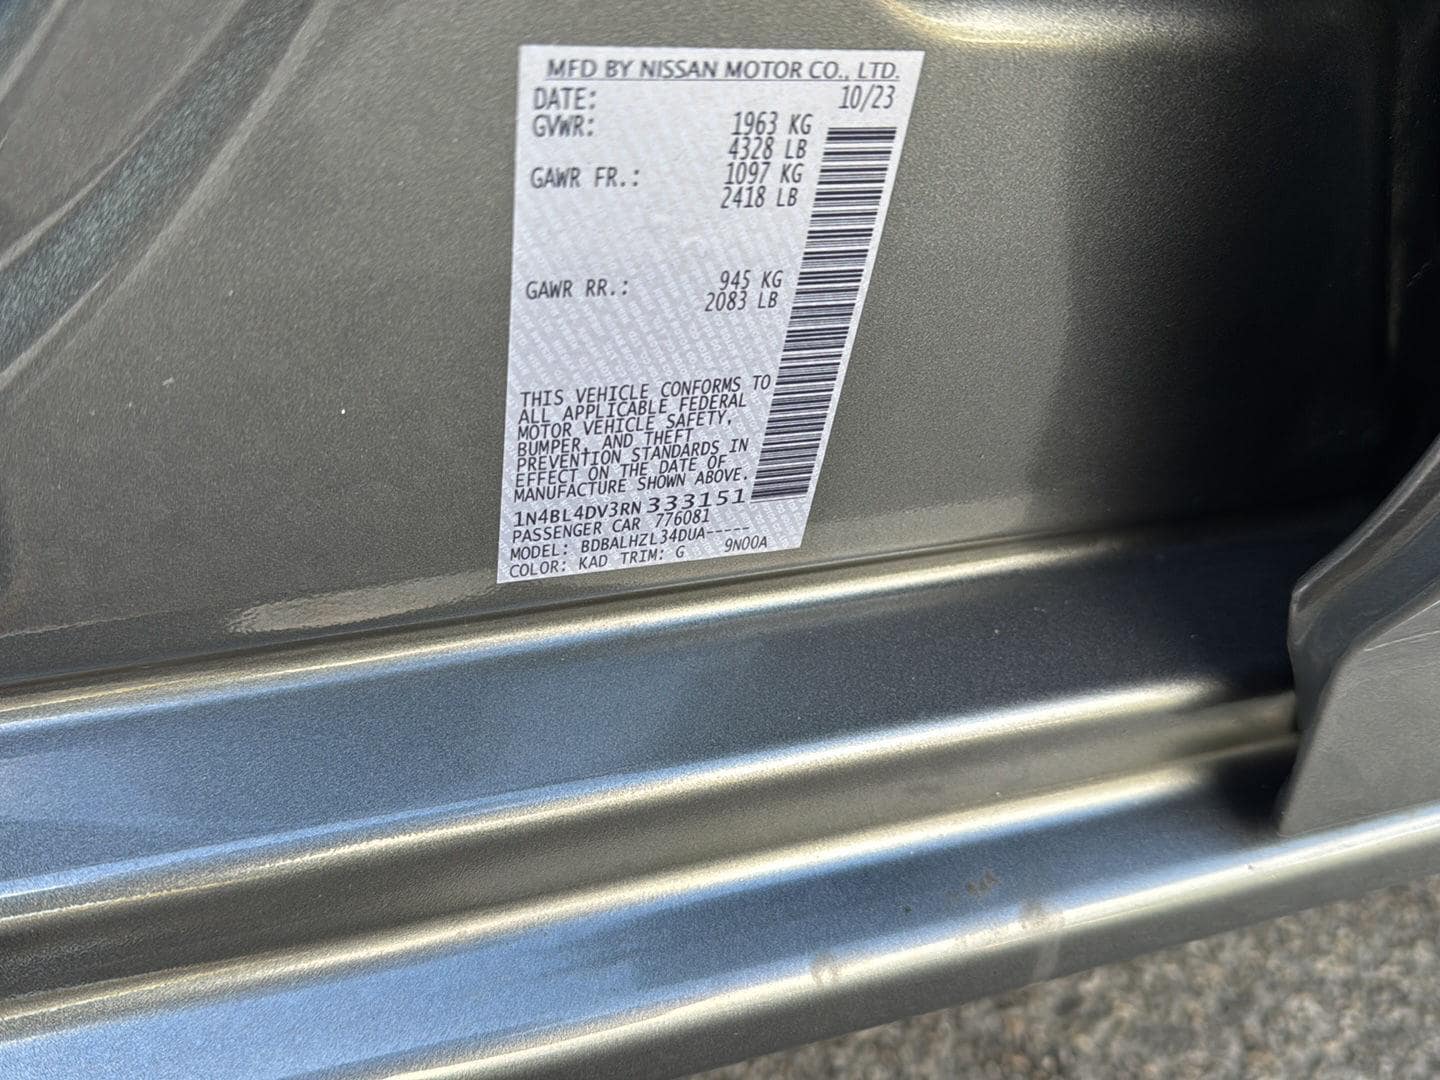 MFD BY NISSAN MOTOR CO., LTD.
DATE: 10/23
GVWR: 1963 KG
4328 LB
GAWR FR.: 1097 KG
2418 LB
GAWR RR.: 945 KG
2083 LB
THIS VEHICLE CONFORMS TO
ALL APPLICABLE FEDERAL
MOTOR VEHICLE SAFETY,
BUMPER, AND THEFT
PREVENTION STANDARDS IN
EFFECT ON THE DATE OF
MANUFACTURE SHOWN ABOVE.
1N4BL4DV3RN333151
PASSENGER CAR 776081
MODEL: BDBALHZL34DUA-----
COLOR: KAD TRIM: G 9N00A